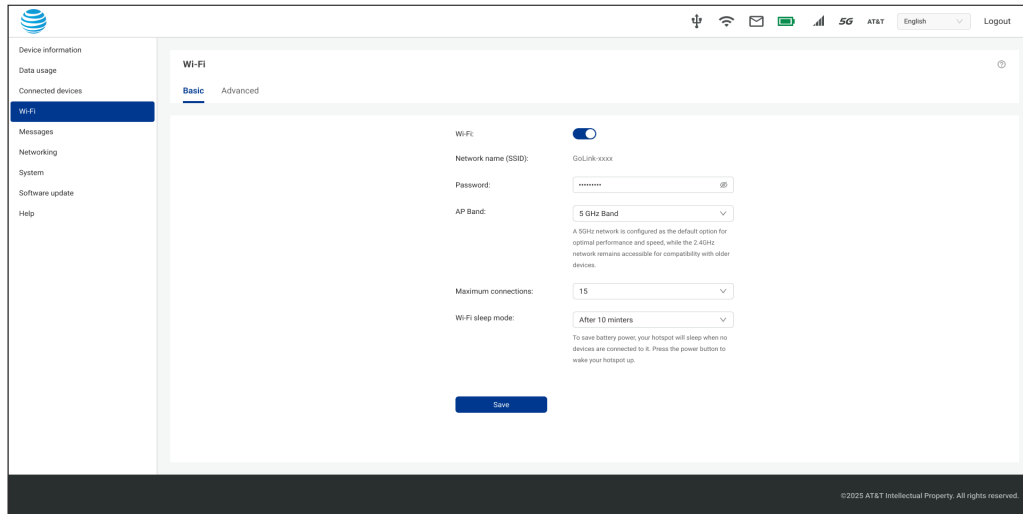 5G AT&T English Logout
Device information
Data usage
Connected devices
Wi-Fi
Messages
Networking
System
Software update
Help
Wi-Fi
Basic Advanced
Wi-Fi:
Network name (SSID): GoLink-xxxx
Password: •••••••••
AP Band: 5 GHz Band
A 5GHz network is configured as the default option for
optimal performance and speed, while the 2.4GHz
network remains accessible for compatibility with older
devices.
Maximum connections: 15
Wi-Fi sleep mode: After 10 minters
To save battery power, your hotspot will sleep when no
devices are connected to it. Press the power button to
wake your hotspot up.
Save
©2025 AT&T Intellectual Property. All rights reserved.